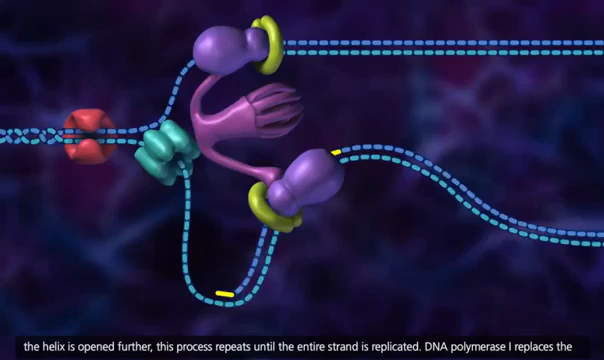 the helix is opened further, this process repeats until the entire strand is replicated. DNA polymerase I replaces the